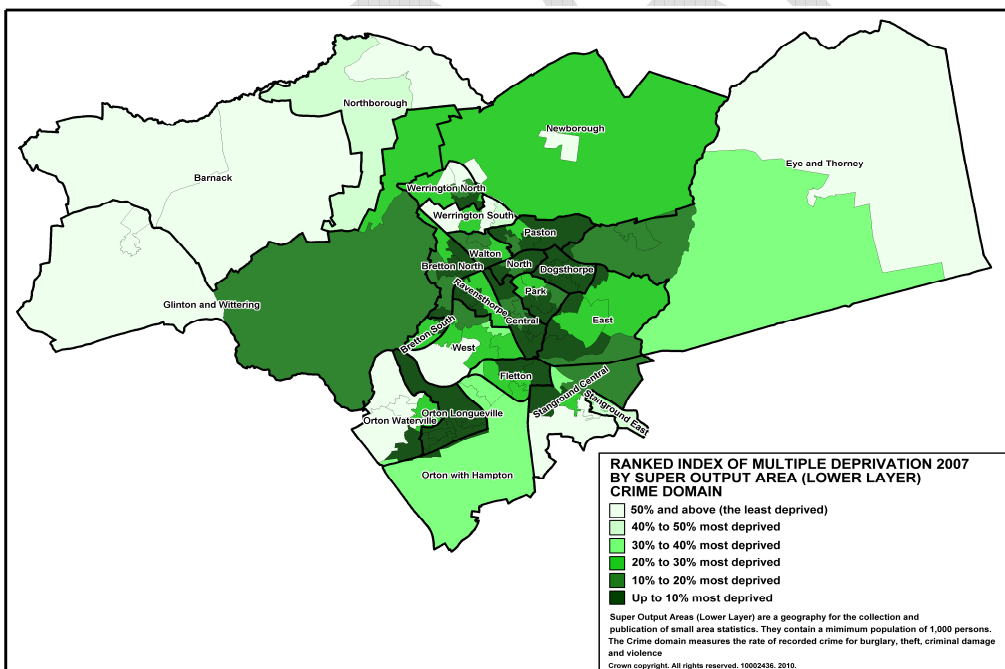 Northborough
Newborough
Eye and Thorney
Barnack
Werrington North
Werrington South
Paston
Walton
North
Bretton North
Dogsthorpe
Ravensthorpe
Park
Glinton and Wittering
Central
East
Bretton South
West
Fletton
Stanground Central
Stanground East
Orton Longueville
Orton Waterville
Orton with Hampton
RANKED INDEX OF MULTIPLE DEPRIVATION 2007
BY SUPER OUTPUT AREA (LOWER LAYER)
CRIME DOMAIN
50% and above (the least deprived)
40% to 50% most deprived
30% to 40% most deprived
20% to 30% most deprived
10% to 20% most deprived
Up to 10% most deprived
Super Output Areas (Lower Layer) are a geography for the collection and
publication of small area statistics. They contain a mimimum population of 1,000 persons.
The Crime domain measures the rate of recorded crime for burglary, theft, criminal damage
and violence
Crown copyright. All rights reserved. 10002436. 2010.